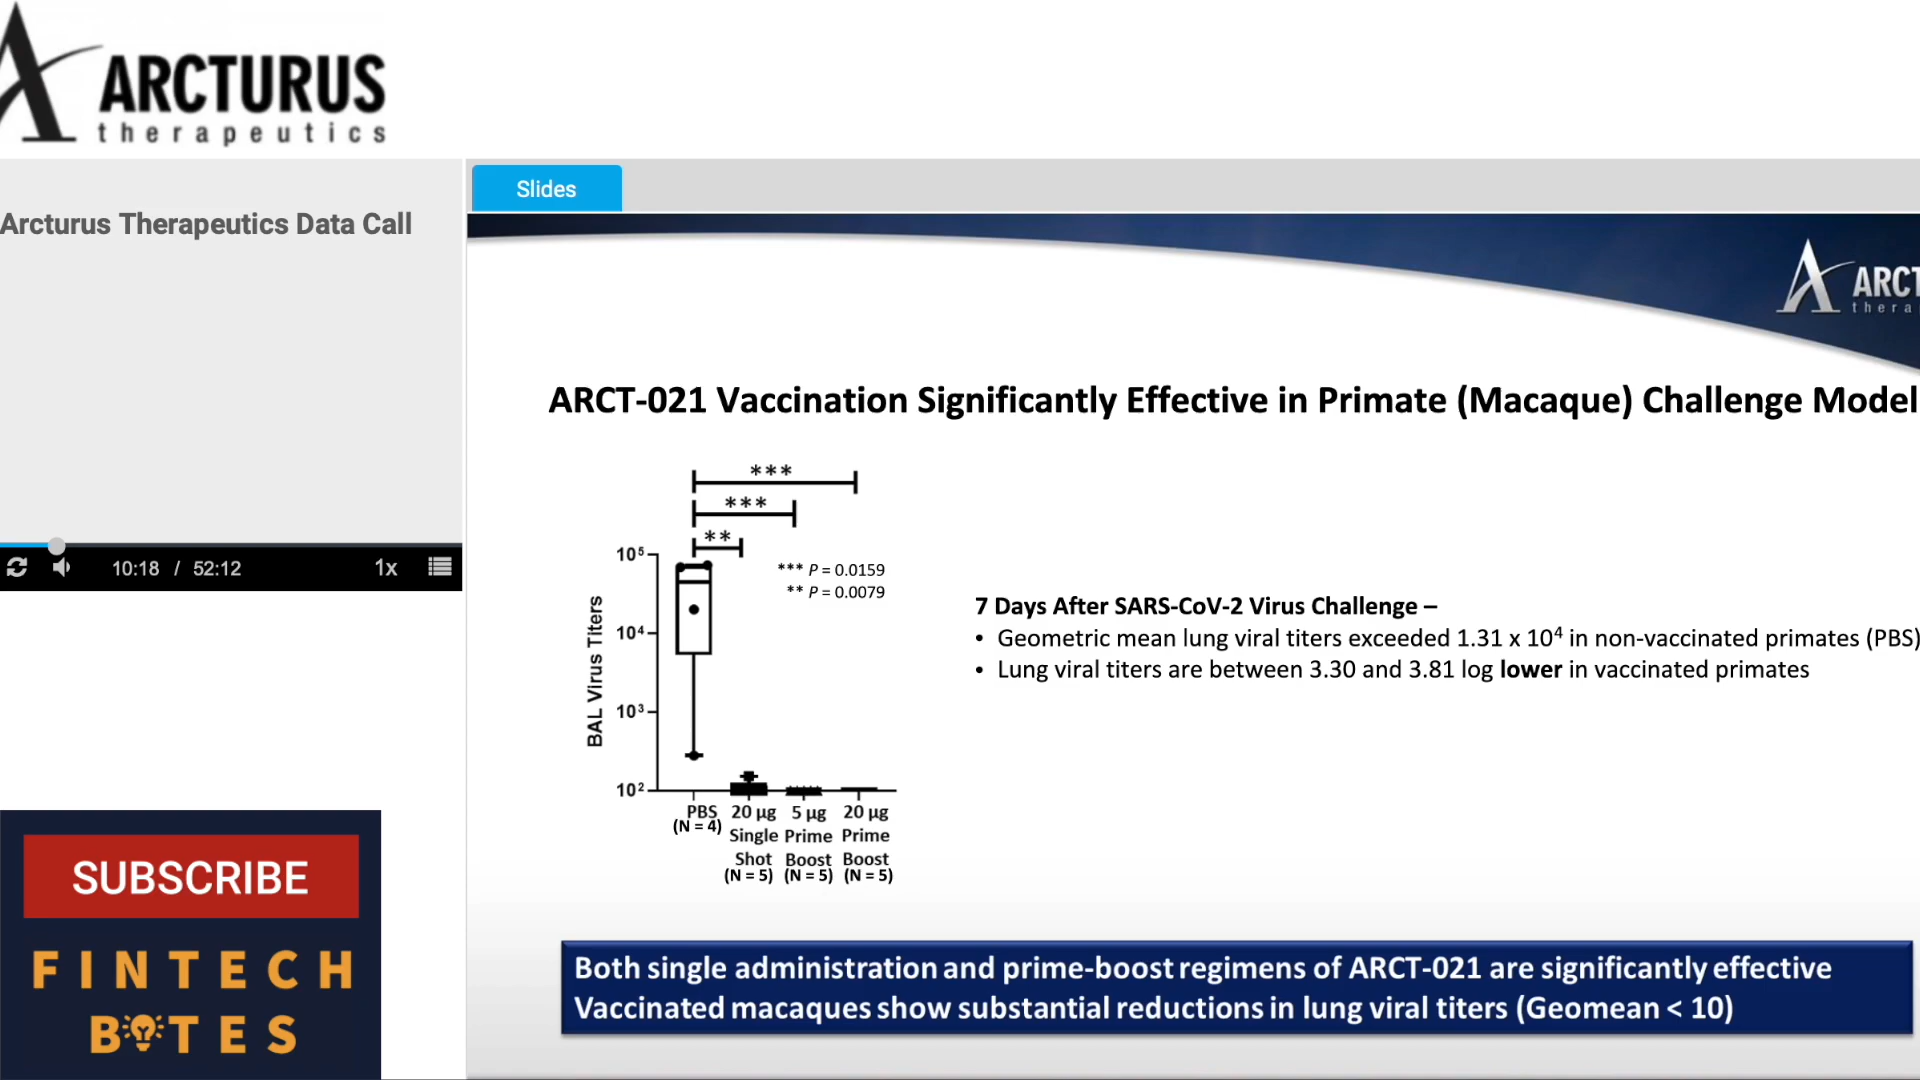 ARCTURUS
therapeutics
Slides
Arcturus Therapeutics Data Call
ARCT
thera
ARCT-021 Vaccination Significantly Effective in Primate (Macaque) Challenge Model
***
***
**
*** P = 0.0159
** P = 0.0079
BAL Virus Titers
10⁵
10⁴
10³
10²
PBS
(N = 4)
20 µg
Single
Shot
(N = 5)
5 µg
Prime
Boost
(N = 5)
20 µg
Prime
Boost
(N = 5)
7 Days After SARS-CoV-2 Virus Challenge –
• Geometric mean lung viral titers exceeded 1.31 x 10⁴ in non-vaccinated primates (PBS)
• Lung viral titers are between 3.30 and 3.81 log lower in vaccinated primates
10:18 / 52:12
1x
SUBSCRIBE
FINTECH
BYTES
Both single administration and prime-boost regimens of ARCT-021 are significantly effective
Vaccinated macaques show substantial reductions in lung viral titers (Geomean < 10)